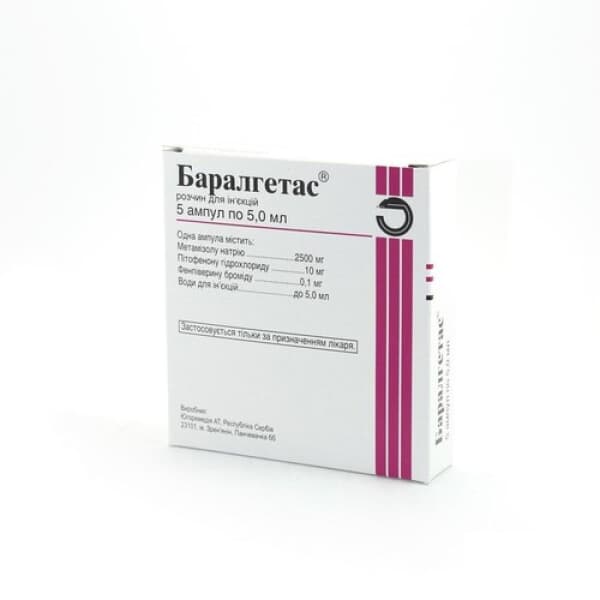 Баралгетас®
розчин для ін'єкцій
5 ампул по 5,0 мл
Одна ампула містить:
Метамізолу натрію ................2500 мг
Пітофенону гідрохлориду ..........10 мг
Фенпіверину броміду ...............0,1 мг
Води для ін'єкцій.................до 5,0 мл
Застосовується тільки за призначенням лікаря.
Виробник:
Югоремедія АТ, Республіка Сербія
23101, м. Зренянін, Панчевачка бб
Баралгетас®
5 ампул по 5,0 мл